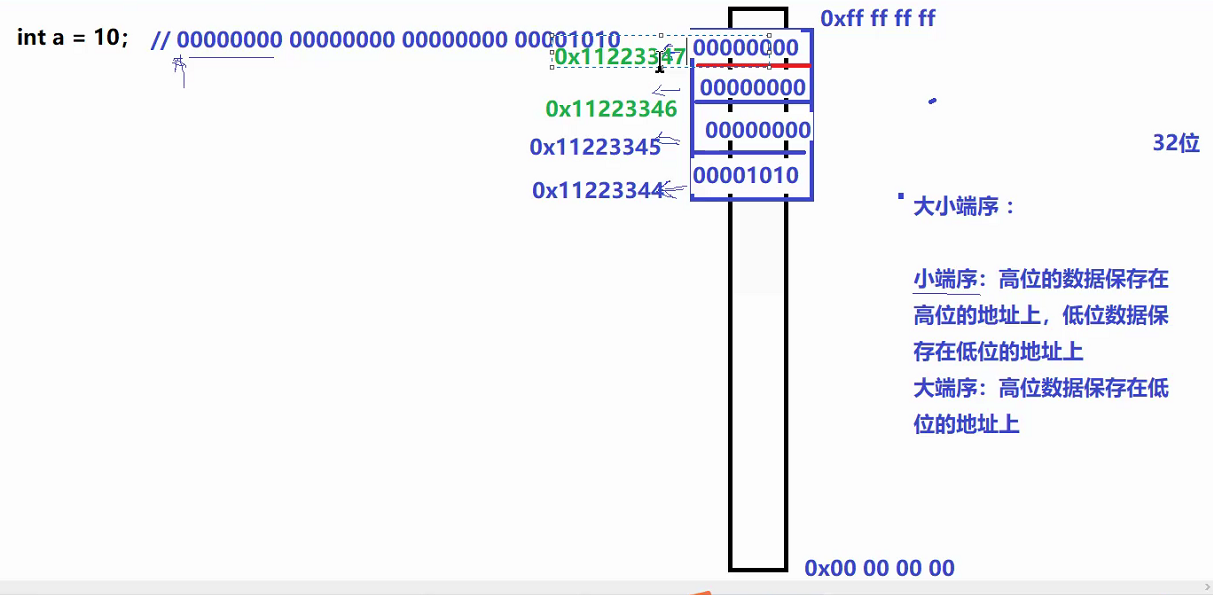 int a = 10； // 00000000 00000000 00000000 00001010
0xff ff ff ff
0x11223347
00000000
0x11223346
00000000
0x11223345
00000000
0x11223344
00001010
32位
大小端序：
小端序：高位的数据保存在
高位的地址上，低位数据保
存在低位的地址上
大端序：高位数据保存在低
位的地址上
0x00 00 00 00